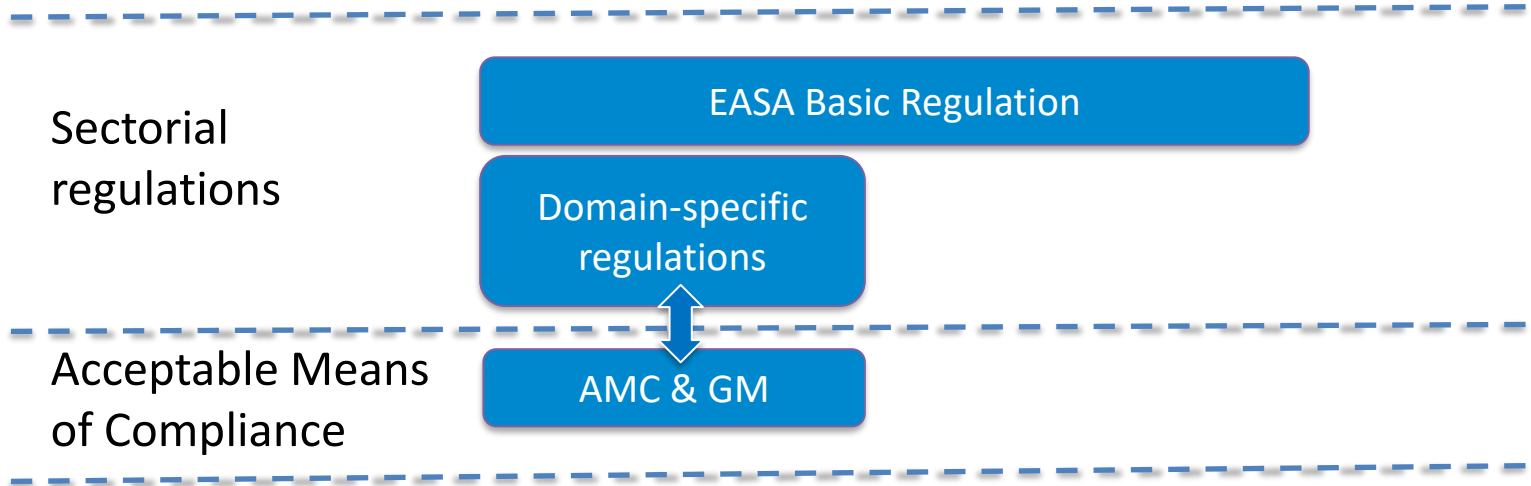 Sectorial
regulations
EASA Basic Regulation
Domain-specific
regulations
Acceptable Means
of Compliance
AMC & GM